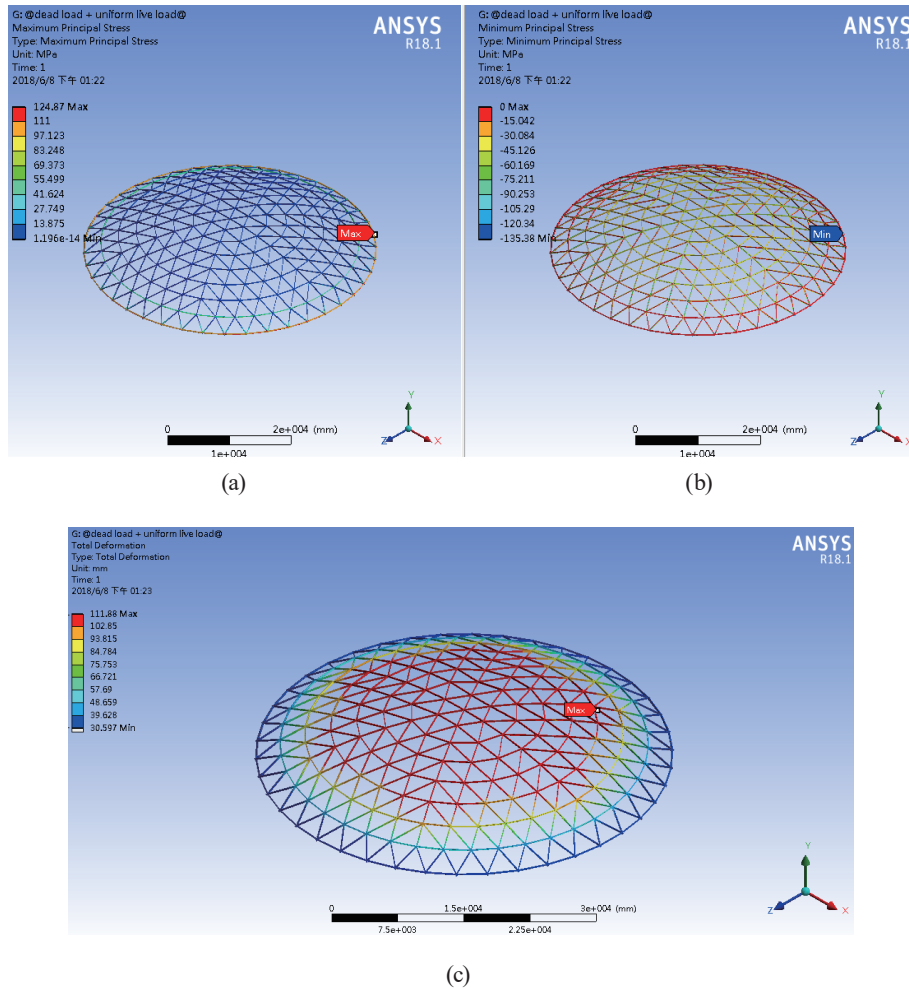 G: @dead load + uniform live load@
Maximum Principal Stress
Type: Maximum Principal Stress
Unit: MPa
Time: 1
2018/6/8 下午 01:22
ANSYS
R18.1
124.87 Max
111
97.123
83.248
69.373
55.499
41.624
27.749
13.875
1.196e-14 Min
Max
0
2e+004 (mm)
1e+004
Y
Z
X
(a)
G: @dead load + uniform live load@
Minimum Principal Stress
Type: Minimum Principal Stress
Unit: MPa
Time: 1
2018/6/8 下午 01:22
ANSYS
R18.1
0 Max
-15.042
-30.084
-45.126
-60.169
-75.211
-90.253
-105.29
-120.34
-135.38 Min
Min
0
2e+004 (mm)
1e+004
Y
Z
X
(b)
G: @dead load + uniform live load@
Total Deformation
Type: Total Deformation
Unit: mm
Time: 1
2018/6/8 下午 01:23
ANSYS
R18.1
111.88 Max
102.85
93.815
84.784
75.753
66.721
57.69
48.659
39.628
30.597 Min
Max
0
1.5e+004
3e+004 (mm)
7.5e+003
2.25e+004
Y
Z
X
(c)